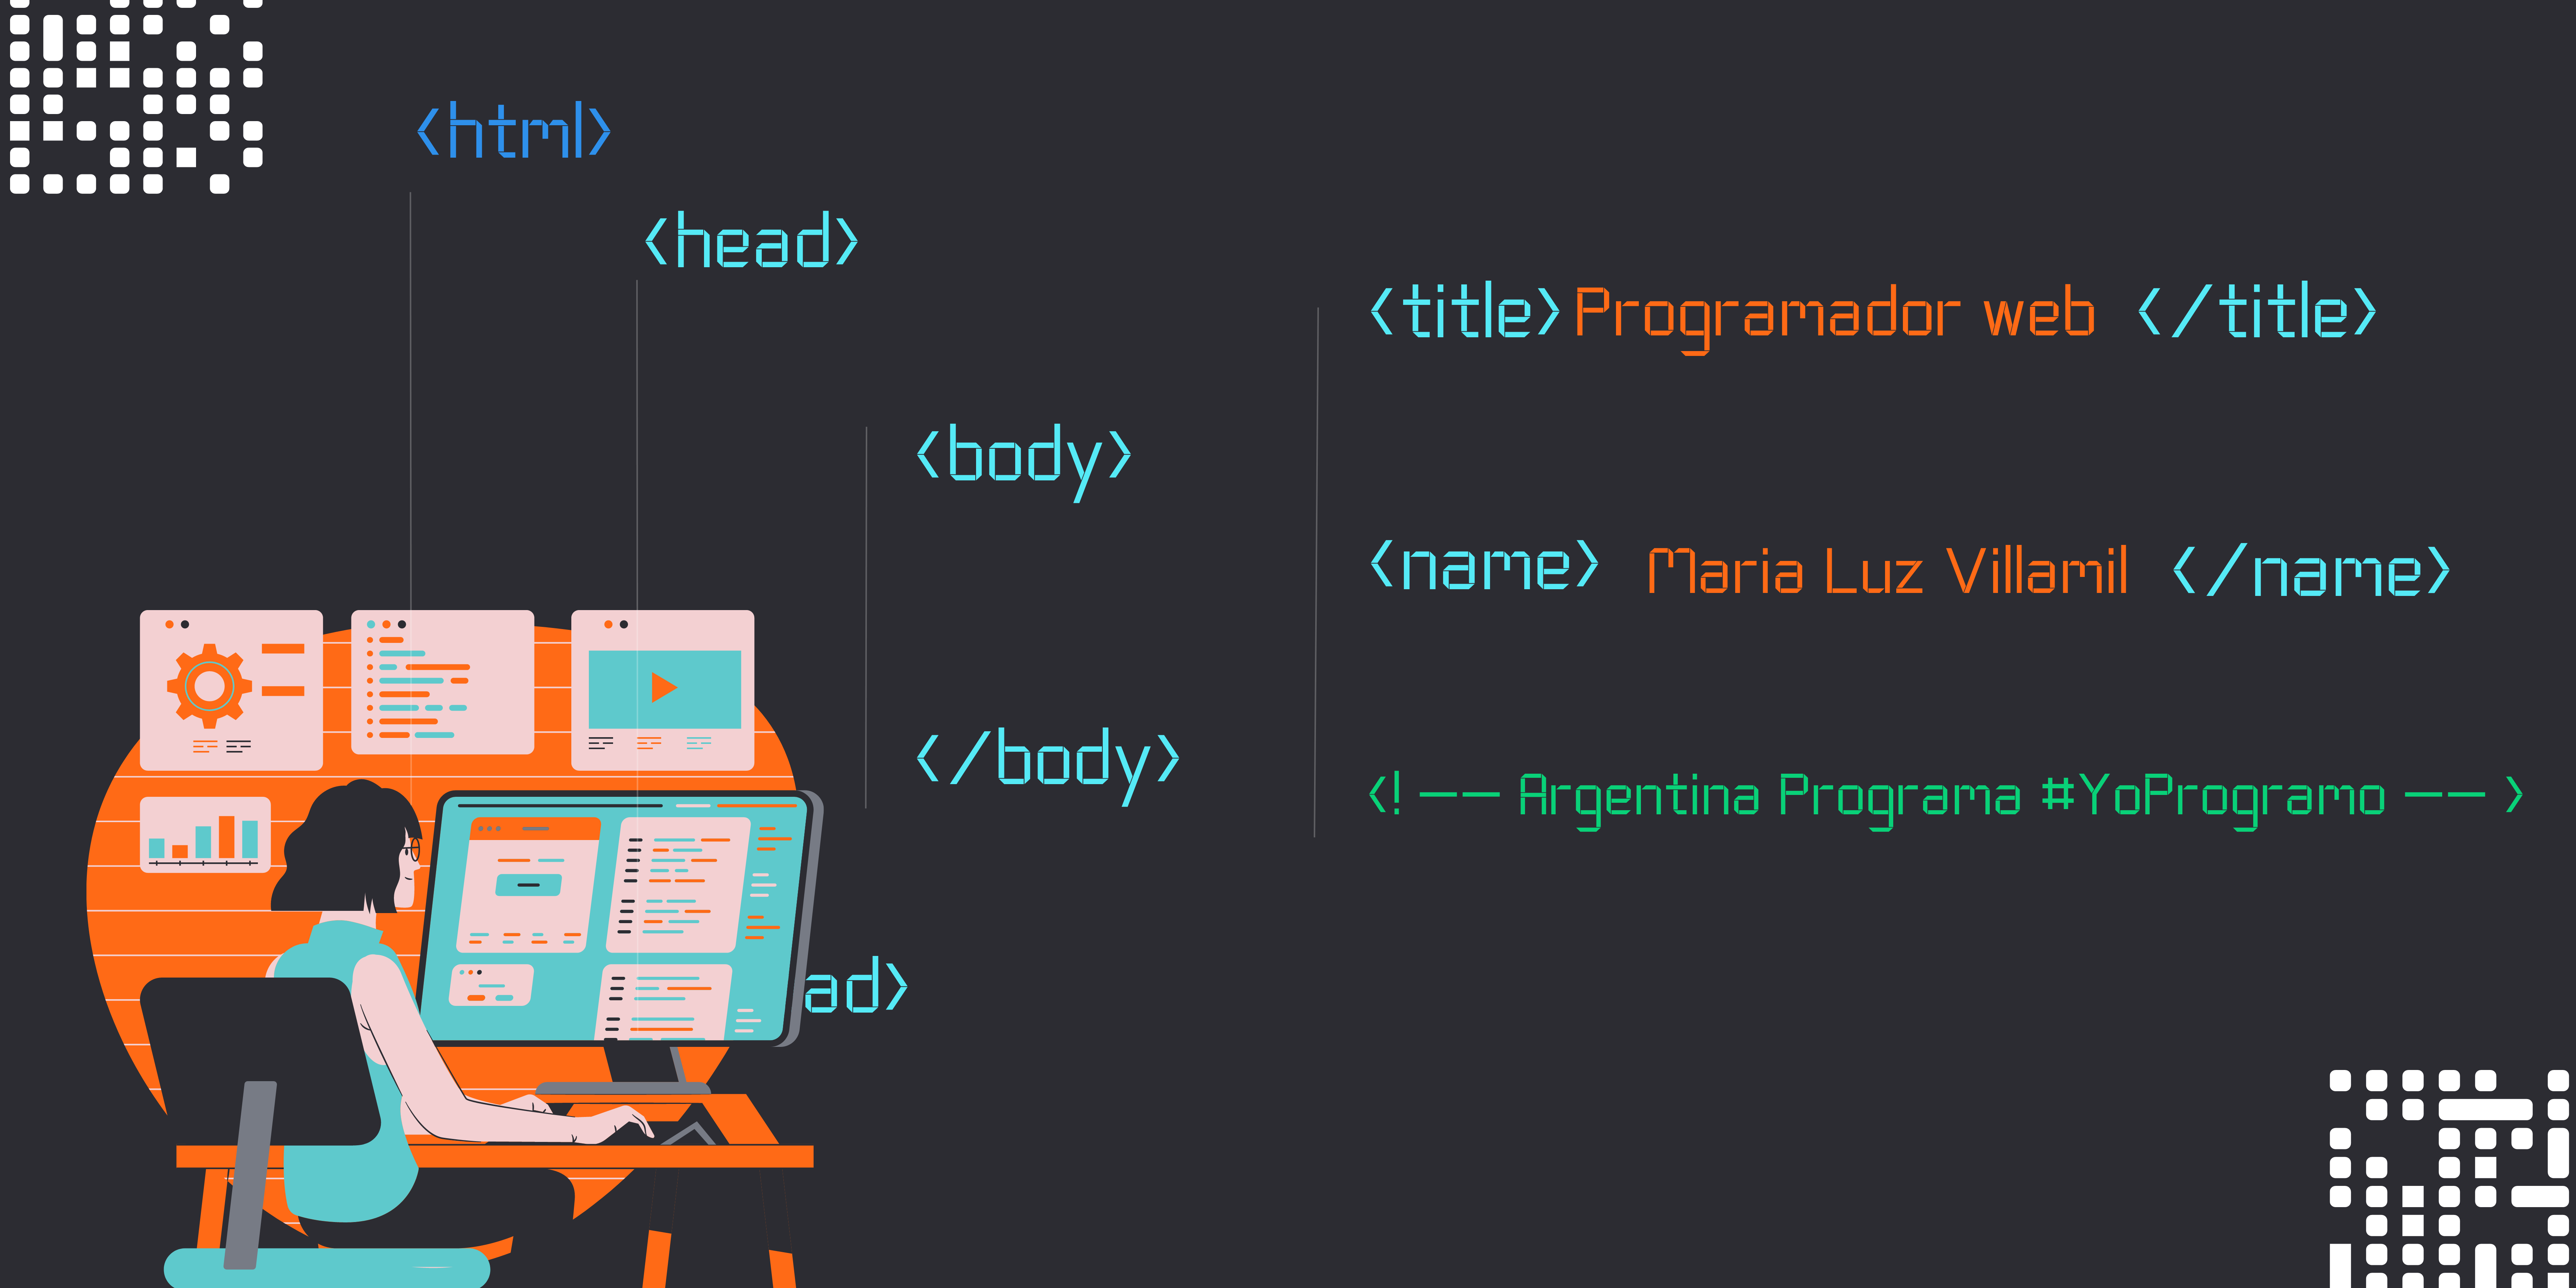 <html>
<head>
<title> Programador web </title>
<body>
<name> Maria Luz Villamil </name>
</body>
<! -- Argentina Programa #YoProgramo -- >
ad>